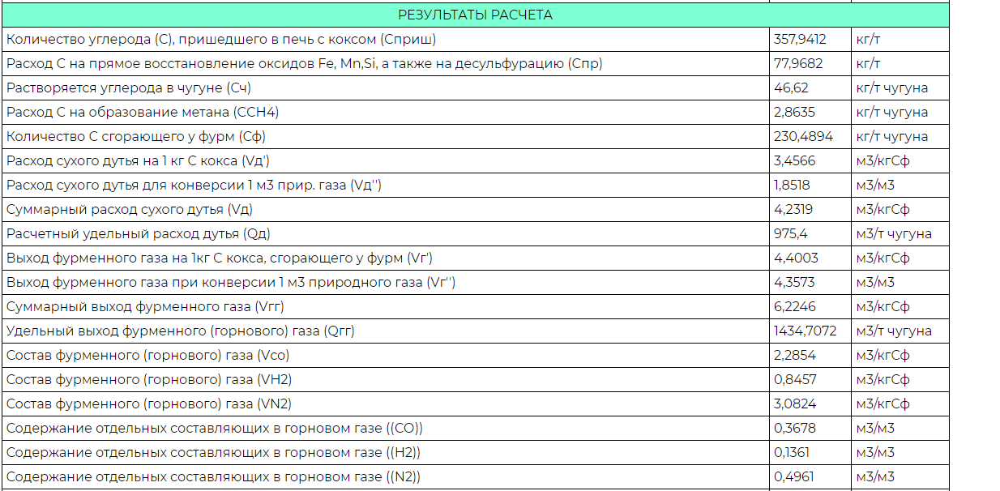 РЕЗУЛЬТАТЫ РАСЧЕТА
Количество углерода (С), пришедшего в печь с коксом (Сприш) 357,9412 кг/т
Расход С на прямое восстановление оксидов Fe, Mn,Si, а также на десульфурацию (Спр) 77,9682 кг/т
Растворяется углерода в чугуне (Сч) 46,62 кг/т чугуна
Расход С на образование метана (ССН4) 2,8635 кг/т чугуна
Количество С сгорающего у фурм (Сф) 230,4894 кг/т чугуна
Расход сухого дутья на 1 кг С кокса (Vд') 3,4566 м3/кгСф
Расход сухого дутья для конверсии 1 м3 прир. газа (Vд'') 1,8518 м3/м3
Суммарный расход сухого дутья (Vд) 4,2319 м3/кгСф
Расчетный удельный расход дутья (Qд) 975,4 м3/т чугуна
Выход фурменного газа на 1кг С кокса, сгорающего у фурм (Vг') 4,4003 м3/кгСф
Выход фурменного газа при конверсии 1 м3 природного газа (Vг'') 4,3573 м3/м3
Суммарный выход фурменного газа (Vгг) 6,2246 м3/кгСф
Удельный выход фурменного (горнового) газа (Qгг) 1434,7072 м3/т чугуна
Состав фурменного (горнового) газа (Vco) 2,2854 м3/кгСф
Состав фурменного (горнового) газа (VH2) 0,8457 м3/кгСф
Состав фурменного (горнового) газа (VN2) 3,0824 м3/кгСф
Содержание отдельных составляющих в горновом газе ((CO)) 0,3678 м3/м3
Содержание отдельных составляющих в горновом газе ((H2)) 0,1361 м3/м3
Содержание отдельных составляющих в горновом газе ((N2)) 0,4961 м3/м3